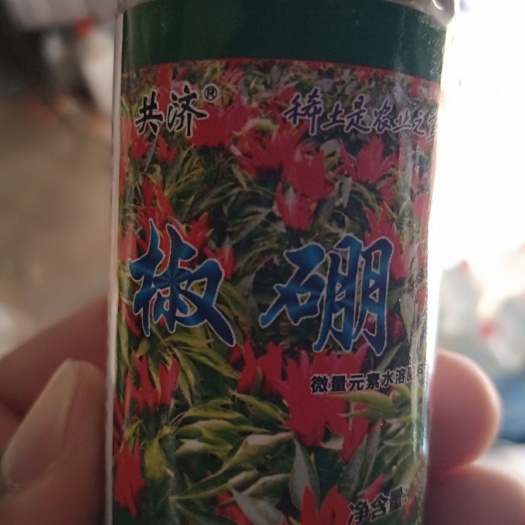 共济® 稀土是农业之
椒硼
微量元素水溶
净含量